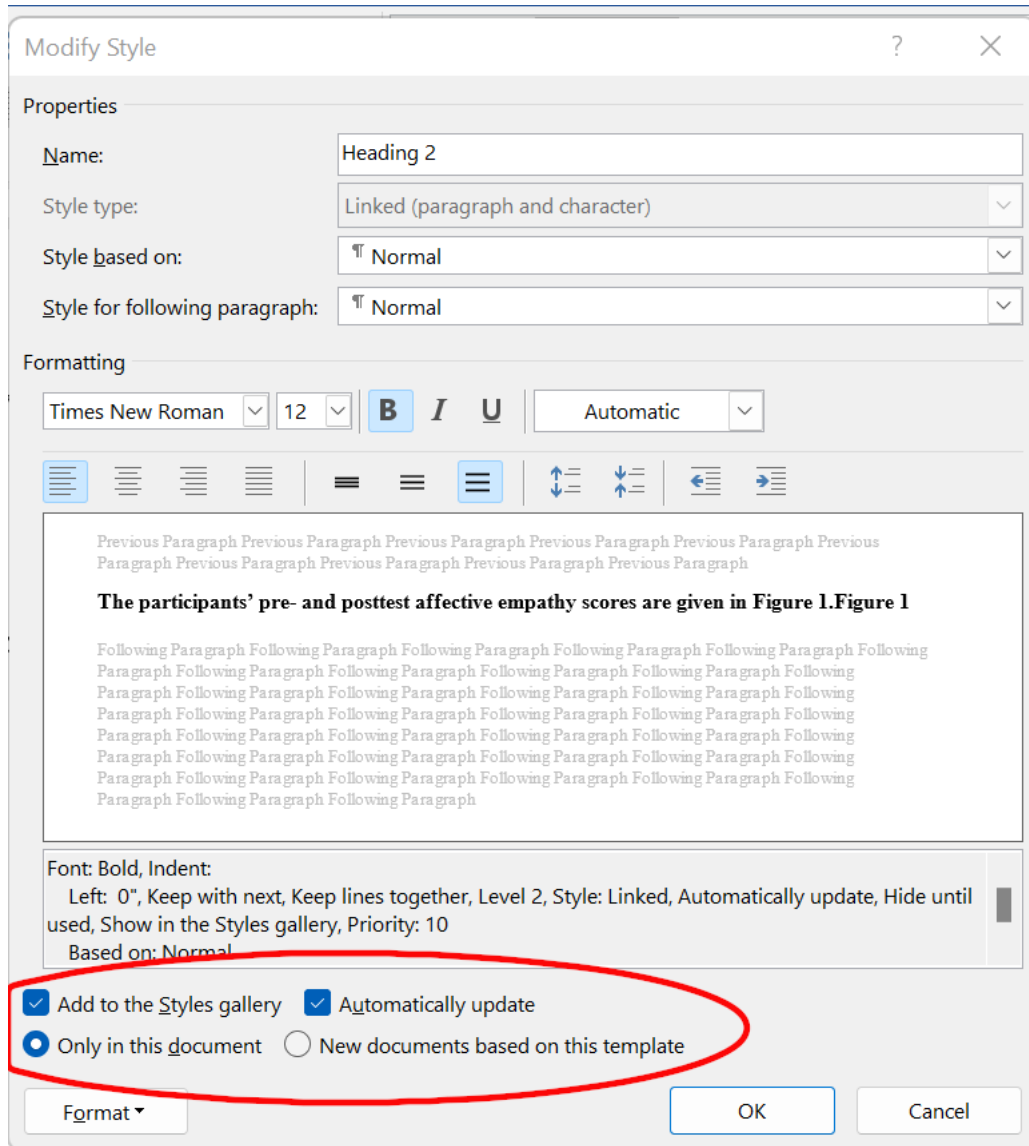 Modify Style ?
Properties
Name: Heading 2
Style type: Linked (paragraph and character)
Style based on: ¶ Normal
Style for following paragraph: ¶ Normal
Formatting
Times New Roman 12 B I U Automatic
Previous Paragraph Previous Paragraph Previous Paragraph Previous Paragraph Previous Paragraph Previous
Paragraph Previous Paragraph Previous Paragraph Previous Paragraph Previous Paragraph
The participants’ pre- and posttest affective empathy scores are given in Figure 1.Figure 1
Following Paragraph Following Paragraph Following Paragraph Following Paragraph Following Paragraph Following
Paragraph Following Paragraph Following Paragraph Following Paragraph Following Paragraph Following
Paragraph Following Paragraph Following Paragraph Following Paragraph Following Paragraph Following
Paragraph Following Paragraph Following Paragraph Following Paragraph Following Paragraph Following
Paragraph Following Paragraph Following Paragraph Following Paragraph Following Paragraph Following
Paragraph Following Paragraph Following Paragraph Following Paragraph Following Paragraph Following
Paragraph Following Paragraph Following Paragraph Following Paragraph Following Paragraph Following
Paragraph Following Paragraph Following Paragraph
Font: Bold, Indent:
Left: 0", Keep with next, Keep lines together, Level 2, Style: Linked, Automatically update, Hide until
used, Show in the Styles gallery, Priority: 10
Based on: Normal
Add to the Styles gallery Automatically update
Only in this document New documents based on this template
Format OK Cancel